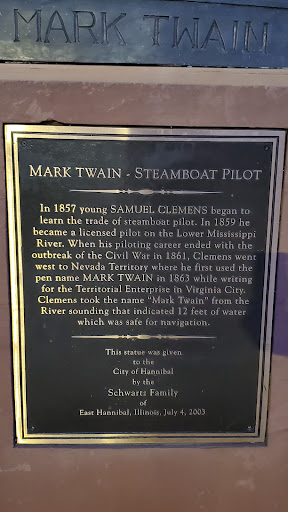 MARK TWAIN
MARK TWAIN - STEAMBOAT PILOT
In 1857 young SAMUEL CLEMENS began to
learn the trade of steamboat pilot. In 1859 he
became a licensed pilot on the Lower Mississippi
River. When his piloting career ended with the
outbreak of the Civil War in 1861, Clemens went
west to Nevada Territory where he first used the
pen name MARK TWAIN in 1863 while writing
for the Territorial Enterprise in Virginia City.
Clemens took the name "Mark Twain" from the
River sounding that indicated 12 feet of water
which was safe for navigation.
This statue was given
to the
City of Hannibal
by the
Schwartz Family
of
East Hannibal, Illinois, July 4, 2003